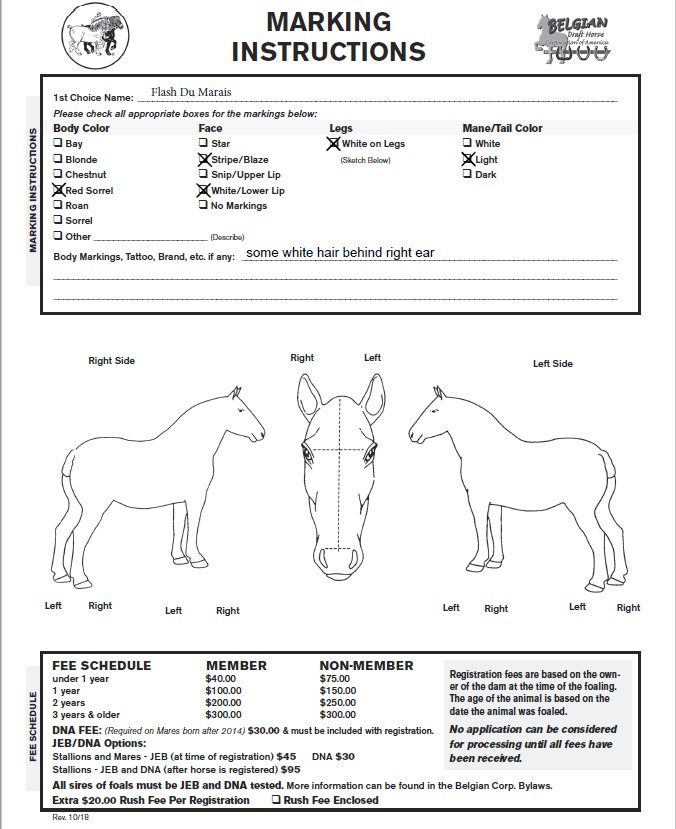 MARKING
INSTRUCTIONS
BELGIAN
Draft Horse
Corporation of America
MARKING INSTRUCTIONS
1st Choice Name: Flash Du Marais
Please check all appropriate boxes for the markings below:
Body Color Face Legs Mane/Tail Color
☐ Bay ☐ Star ☒ White on Legs ☐ White
☐ Blonde ☒ Stripe/Blaze (Sketch Below) ☒ Light
☐ Chestnut ☐ Snip/Upper Lip ☐ Dark
☒ Red Sorrel ☒ White/Lower Lip
☐ Roan ☐ No Markings
☐ Sorrel
☐ Other (Describe)
Body Markings, Tattoo, Brand, etc. if any: some white hair behind right ear
Right Side Right Left Left Side
Left Right Left Right Left Right Left Right
FEE SCHEDULE
FEE SCHEDULE MEMBER NON-MEMBER
under 1 year $40.00 $75.00
1 year $100.00 $150.00
2 years $200.00 $250.00
3 years & older $300.00 $300.00
Registration fees are based on the own-
er of the dam at the time of the foaling.
The age of the animal is based on the
date the animal was foaled.
No application can be considered
for processing until all fees have
been received.
DNA FEE: (Required on Mares born after 2014) $30.00 & must be included with registration.
JEB/DNA Options:
Stallions and Mares - JEB (at time of registration) $45 DNA $30
Stallions - JEB and DNA (after horse is registered) $95
All sires of foals must be JEB and DNA tested. More information can be found in the Belgian Corp. Bylaws.
Extra $20.00 Rush Fee Per Registration ☐ Rush Fee Enclosed
Rev. 10/18